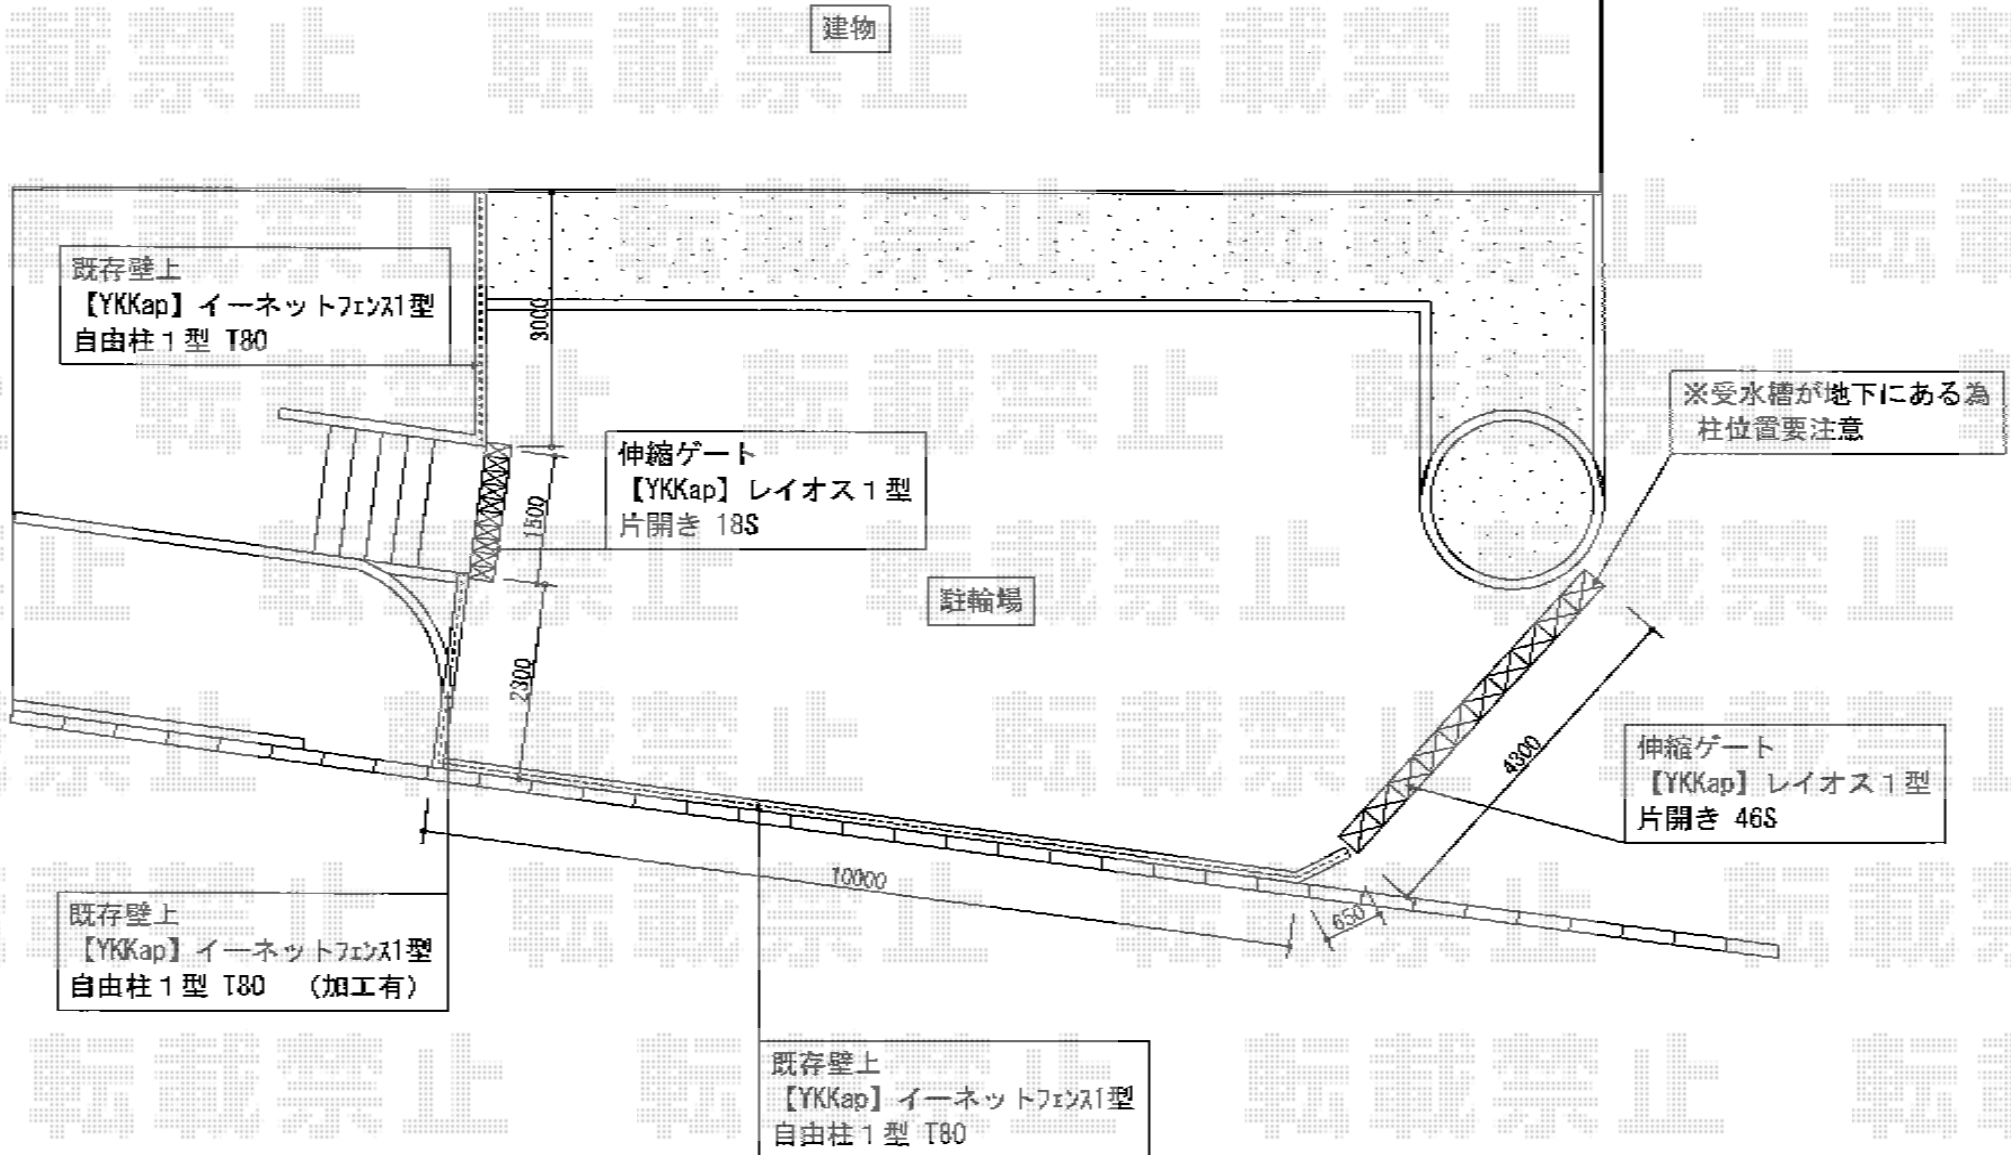 建物
既存壁上
【YKKap】イーネットフェンス1型
自由柱１型 T80
3000
※受水槽が地下にある為
柱位置要注意
伸縮ゲート
【YKKap】レイオス１型
片開き 18S
1500
駐輪場
2300
4300
伸縮ゲート
【YKKap】レイオス１型
片開き 46S
10000
650
既存壁上
【YKKap】イーネットフェンス1型
自由柱１型 T80 （加工有）
既存壁上
【YKKap】イーネットフェンス1型
自由柱１型 T80
転載禁止